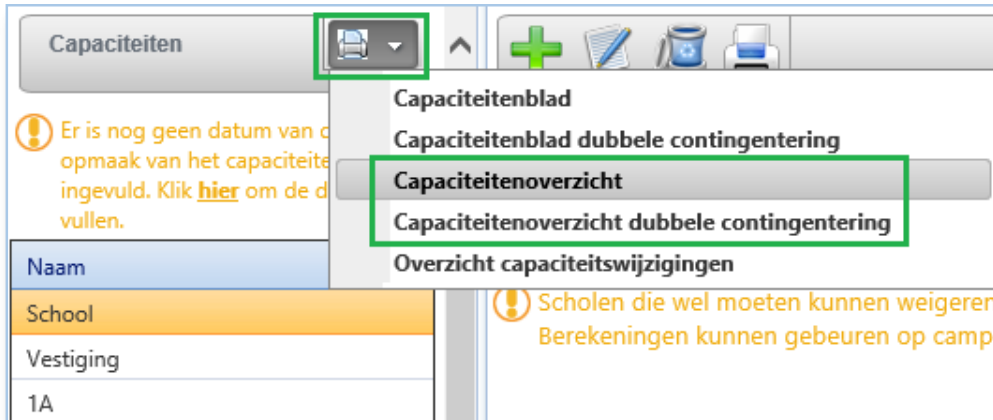 Capaciteiten
Er is nog geen datum van
opmaak van het
ingevuld. Klik hier om de
vullen.
Naam
School
Vestiging
1A
Capaciteitenblad
Capaciteitenblad dubbele contingentering
Capaciteitenoverzicht
Capaciteitenoverzicht dubbele contingentering
Overzicht capaciteitswijzigingen
Scholen die wel moeten kunnen weigeren
Berekeningen kunnen gebeuren op camp